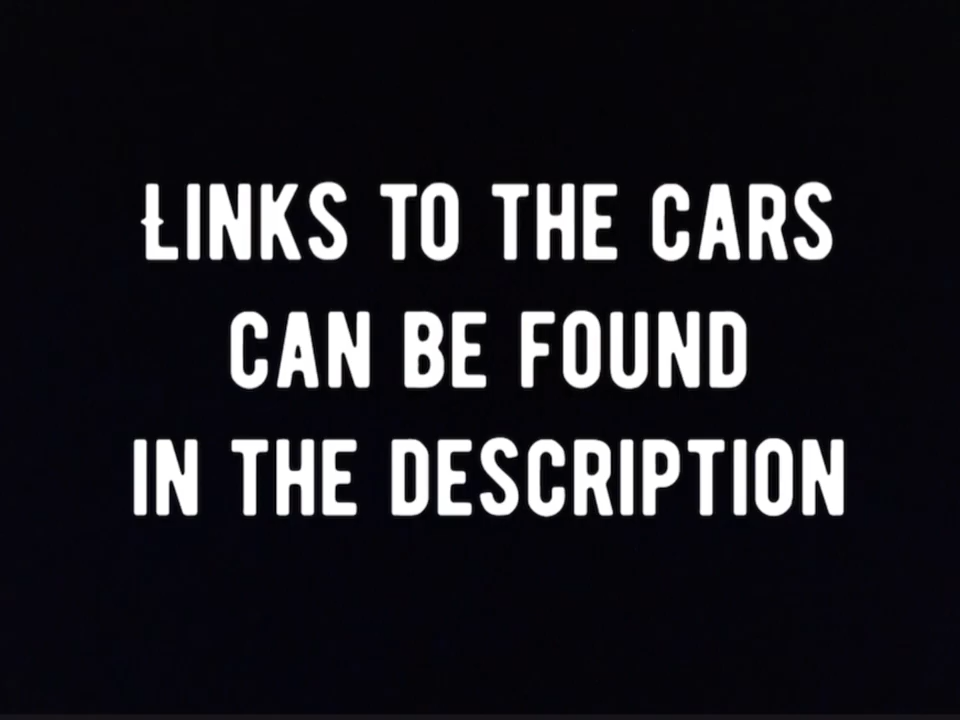 LINKS TO THE CARS
CAN BE FOUND
IN THE DESCRIPTION